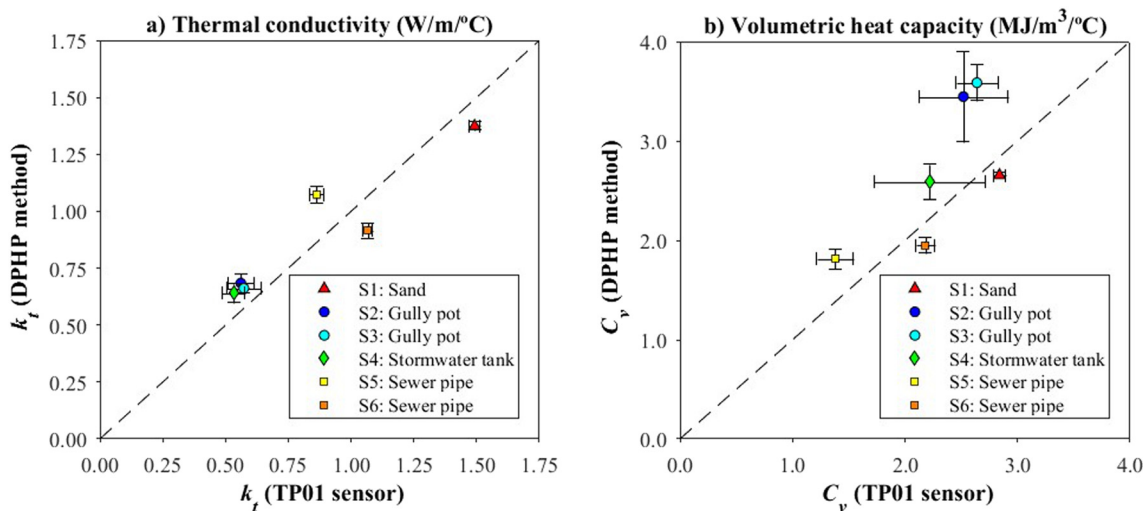 a) Thermal conductivity (W/m/ºC)
1.75
1.50
1.25
1.00
0.75
0.50
0.25
0.00
k_t (DPHP method)
S1: Sand
S2: Gully pot
S3: Gully pot
S4: Stormwater tank
S5: Sewer pipe
S6: Sewer pipe
0.00 0.25 0.50 0.75 1.00 1.25 1.50 1.75
k_t (TP01 sensor)
b) Volumetric heat capacity (MJ/m³/ºC)
4.0
3.0
2.0
1.0
0.0
C_v (DPHP method)
S1: Sand
S2: Gully pot
S3: Gully pot
S4: Stormwater tank
S5: Sewer pipe
S6: Sewer pipe
0.0 1.0 2.0 3.0 4.0
C_v (TP01 sensor)